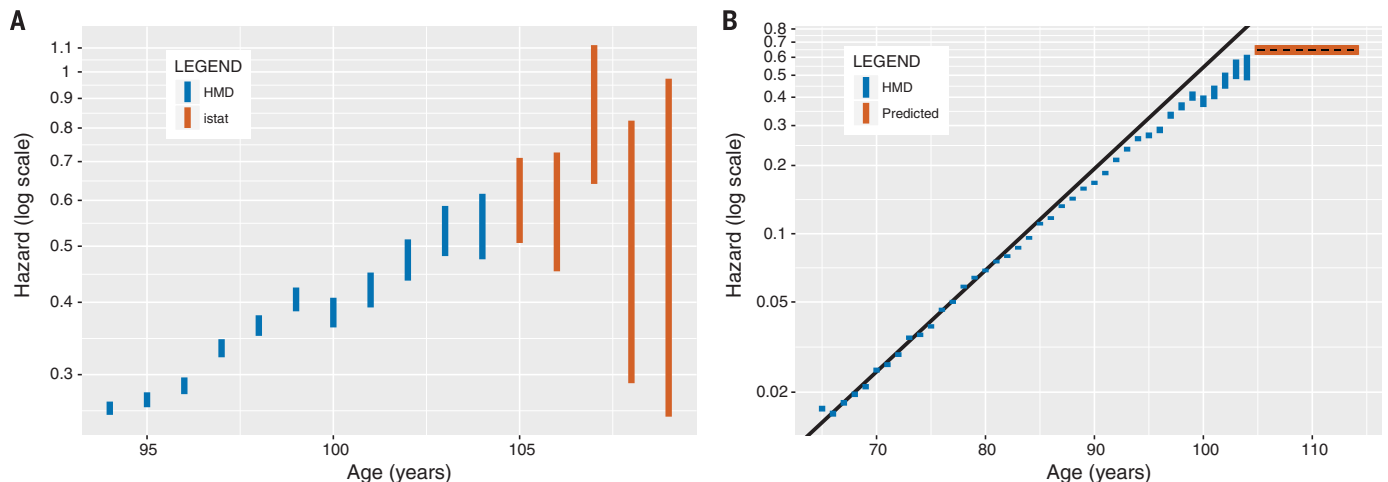 A
Hazard (log scale)
1.1
1
0.9
0.8
0.7
0.6
0.5
0.4
0.3
LEGEND
HMD
istat
95
100
105
Age (years)
B
Hazard (log scale)
0.8
0.7
0.6
0.5
0.4
0.3
0.2
0.1
0.05
0.02
LEGEND
HMD
Predicted
70
80
90
100
110
Age (years)